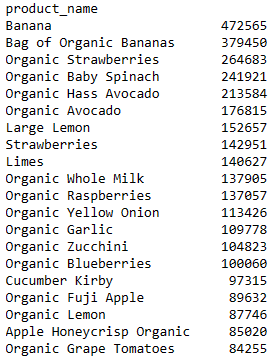 product_name
Banana 472565
Bag of Organic Bananas 379450
Organic Strawberries 264683
Organic Baby Spinach 241921
Organic Hass Avocado 213584
Organic Avocado 176815
Large Lemon 152657
Strawberries 142951
Limes 140627
Organic Whole Milk 137905
Organic Raspberries 137057
Organic Yellow Onion 113426
Organic Garlic 109778
Organic Zucchini 104823
Organic Blueberries 100060
Cucumber Kirby 97315
Organic Fuji Apple 89632
Organic Lemon 87746
Apple Honeycrisp Organic 85020
Organic Grape Tomatoes 84255